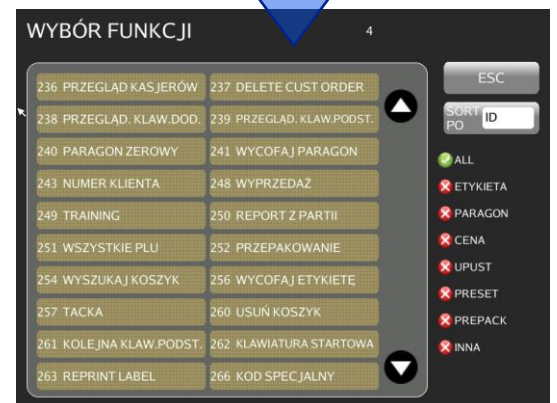 WYBÓR FUNKCJI 4
236 PRZEGLĄD KASJERÓW 237 DELETE CUST ORDER
238 PRZEGLĄD. KLAW.DOD. 239 PRZEGLĄD. KLAW.PODST.
240 PARAGON ZEROWY 241 WYCOFAJ PARAGON
243 NUMER KLIENTA 248 WYPRZEDAŻ
249 TRAINING 250 REPORT Z PARTII
251 WSZYSTKIE PLU 252 PRZEPAKOWANIE
254 WYSZUKAJ KOSZYK 256 WYCOFAJ ETYKIETĘ
257 TACKA 260 USUŃ KOSZYK
261 KOLEJNA KLAW.PODST. 262 KLAWIATURA STARTOWA
263 REPRINT LABEL 266 KOD SPECJALNY
ESC
SORT PO ID
ALL
ETYKIETA
PARAGON
CENA
UPUST
PRESET
PREPACK
INNA